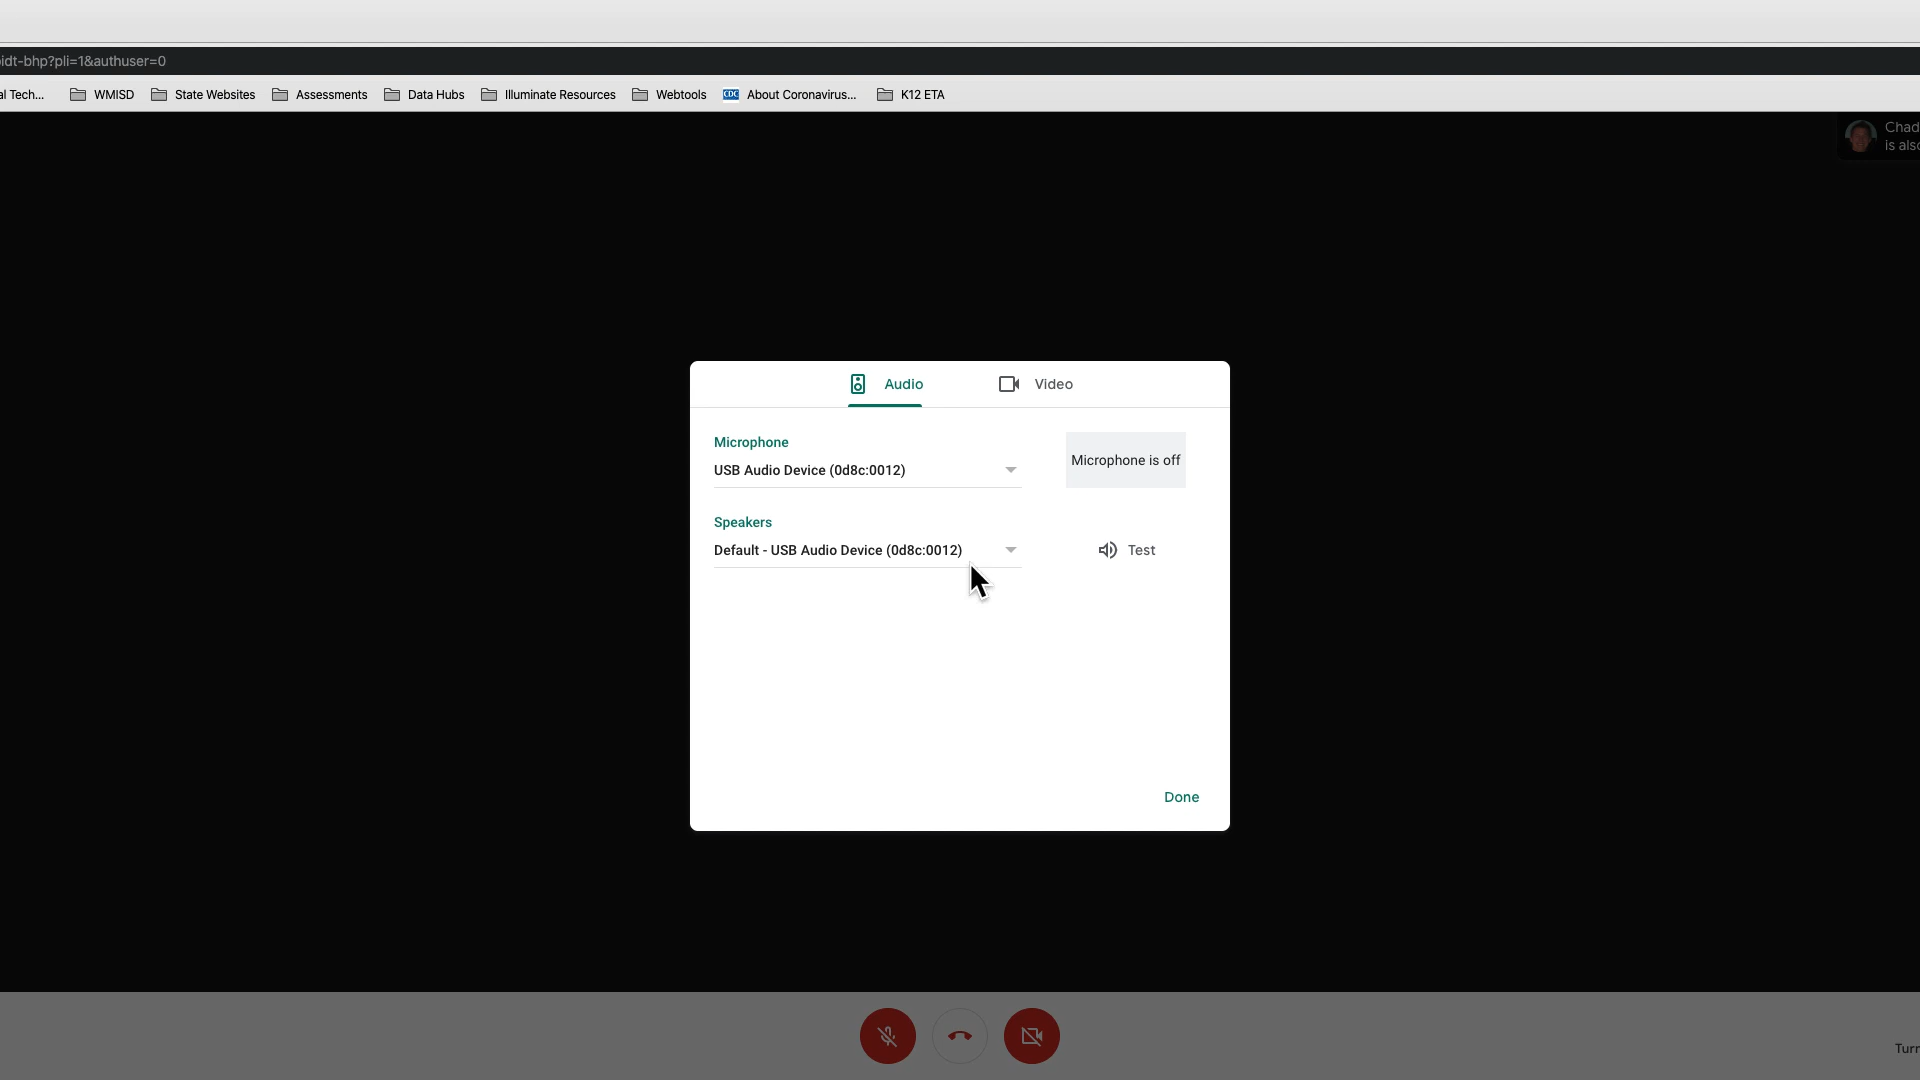 idt-bhp?pli=1&authuser=0
al Tech... WMISD State Websites Assessments Data Hubs Illuminate Resources Webtools CDC About Coronavirus... K12 ETA
Chad
is also
Audio Video
Microphone
USB Audio Device (0d8c:0012)
Microphone is off
Speakers
Default - USB Audio Device (0d8c:0012)
Test
Done
Turn